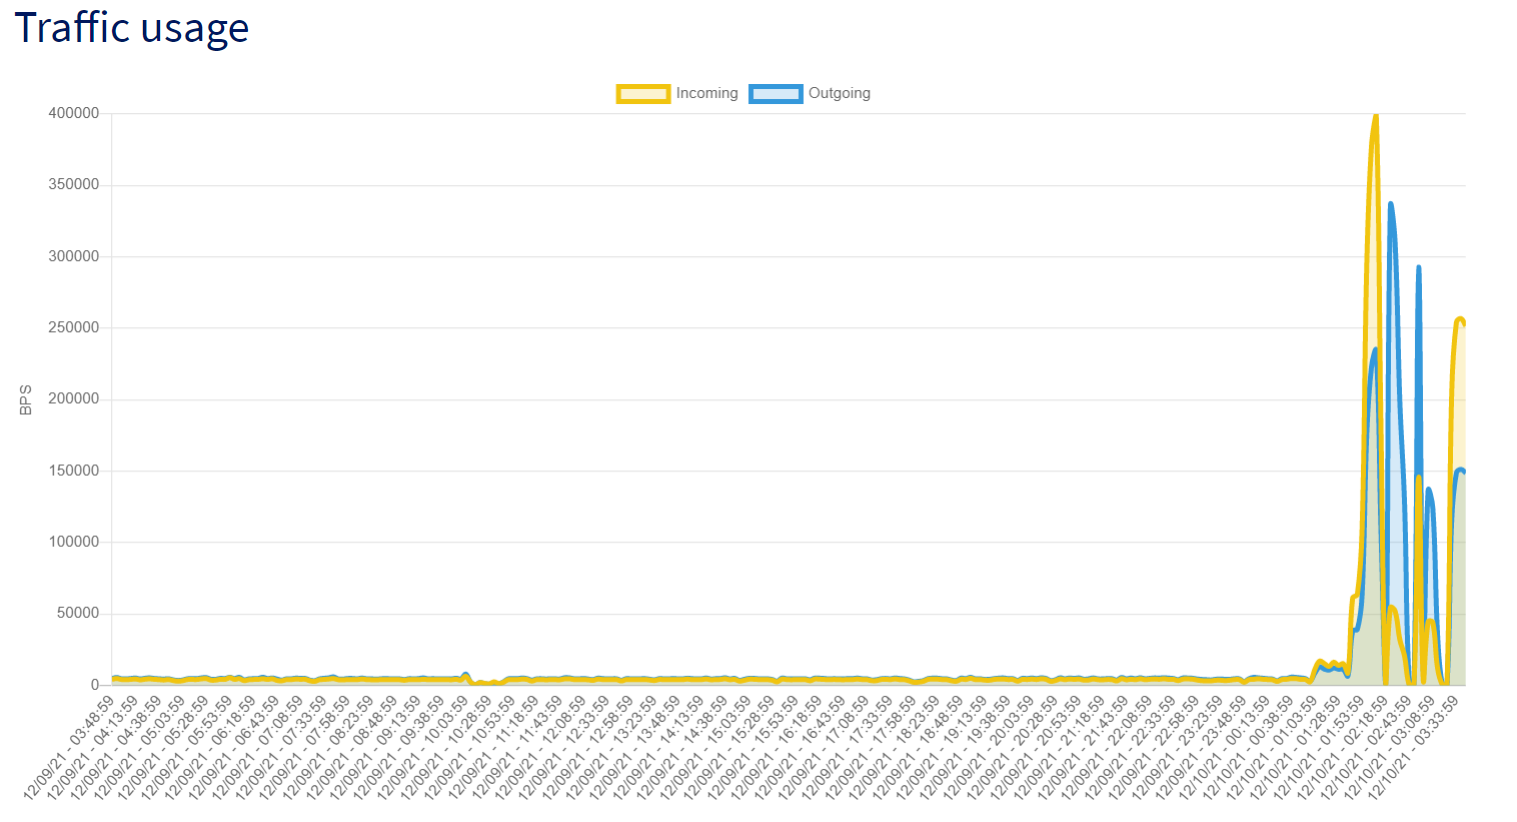 Traffic usage
Incoming
Outgoing
400000
350000
300000
250000
200000
150000
100000
50000
0
BPS
12/09/21 - 03:48:59
12/09/21 - 04:13:59
12/09/21 - 04:38:59
12/09/21 - 05:03:59
12/09/21 - 05:28:59
12/09/21 - 05:53:59
12/09/21 - 06:18:59
12/09/21 - 06:43:59
12/09/21 - 07:08:59
12/09/21 - 07:33:59
12/09/21 - 07:58:59
12/09/21 - 08:23:59
12/09/21 - 08:48:59
12/09/21 - 09:13:59
12/09/21 - 09:38:59
12/09/21 - 10:03:59
12/09/21 - 10:28:59
12/09/21 - 10:53:59
12/09/21 - 11:18:59
12/09/21 - 11:43:59
12/09/21 - 12:08:59
12/09/21 - 12:33:59
12/09/21 - 12:58:59
12/09/21 - 13:23:59
12/09/21 - 13:48:59
12/09/21 - 14:13:59
12/09/21 - 14:38:59
12/09/21 - 15:03:59
12/09/21 - 15:28:59
12/09/21 - 15:53:59
12/09/21 - 16:18:59
12/09/21 - 16:43:59
12/09/21 - 17:08:59
12/09/21 - 17:33:59
12/09/21 - 17:58:59
12/09/21 - 18:23:59
12/09/21 - 18:48:59
12/09/21 - 19:13:59
12/09/21 - 19:38:59
12/09/21 - 20:03:59
12/09/21 - 20:28:59
12/09/21 - 20:53:59
12/09/21 - 21:18:59
12/09/21 - 21:43:59
12/09/21 - 22:08:59
12/09/21 - 22:33:59
12/09/21 - 22:58:59
12/09/21 - 23:23:59
12/09/21 - 23:48:59
12/10/21 - 00:13:59
12/10/21 - 00:38:59
12/10/21 - 01:03:59
12/10/21 - 01:28:59
12/10/21 - 01:53:59
12/10/21 - 02:18:59
12/10/21 - 02:43:59
12/10/21 - 03:08:59
12/10/21 - 03:33:59